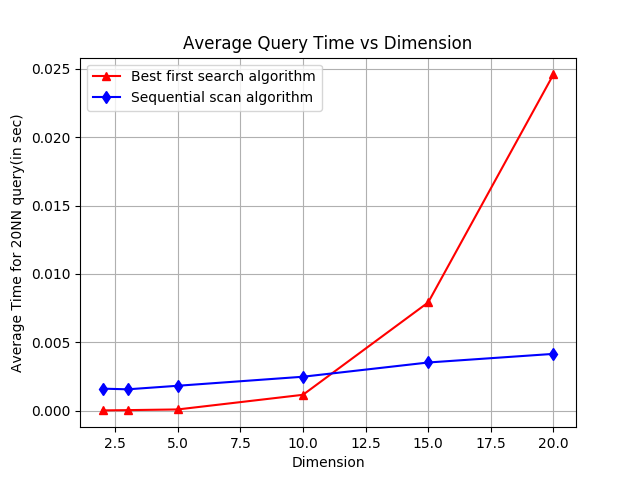 Average Query Time vs Dimension
Best first search algorithm
Sequential scan algorithm
Average Time for 20NN query(in sec)
0.025
0.020
0.015
0.010
0.005
0.000
2.5 5.0 7.5 10.0 12.5 15.0 17.5 20.0
Dimension